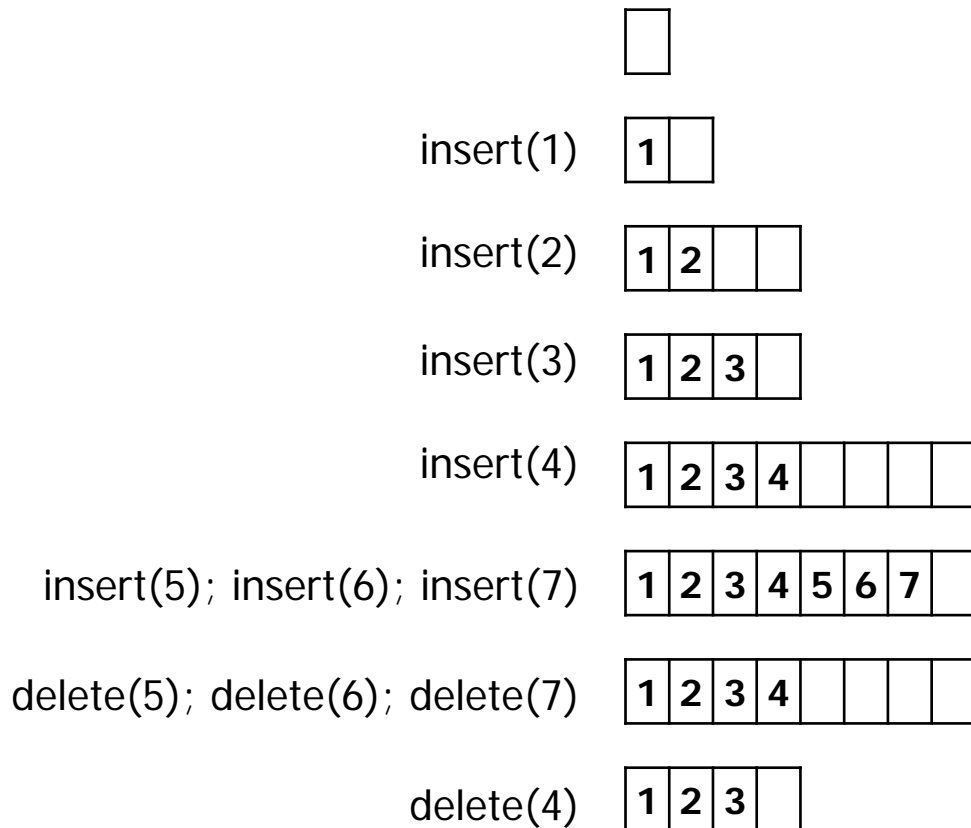 insert(1) 1
insert(2) 1 2
insert(3) 1 2 3
insert(4) 1 2 3 4
insert(5); insert(6); insert(7) 1 2 3 4 5 6 7
delete(5); delete(6); delete(7) 1 2 3 4
delete(4) 1 2 3